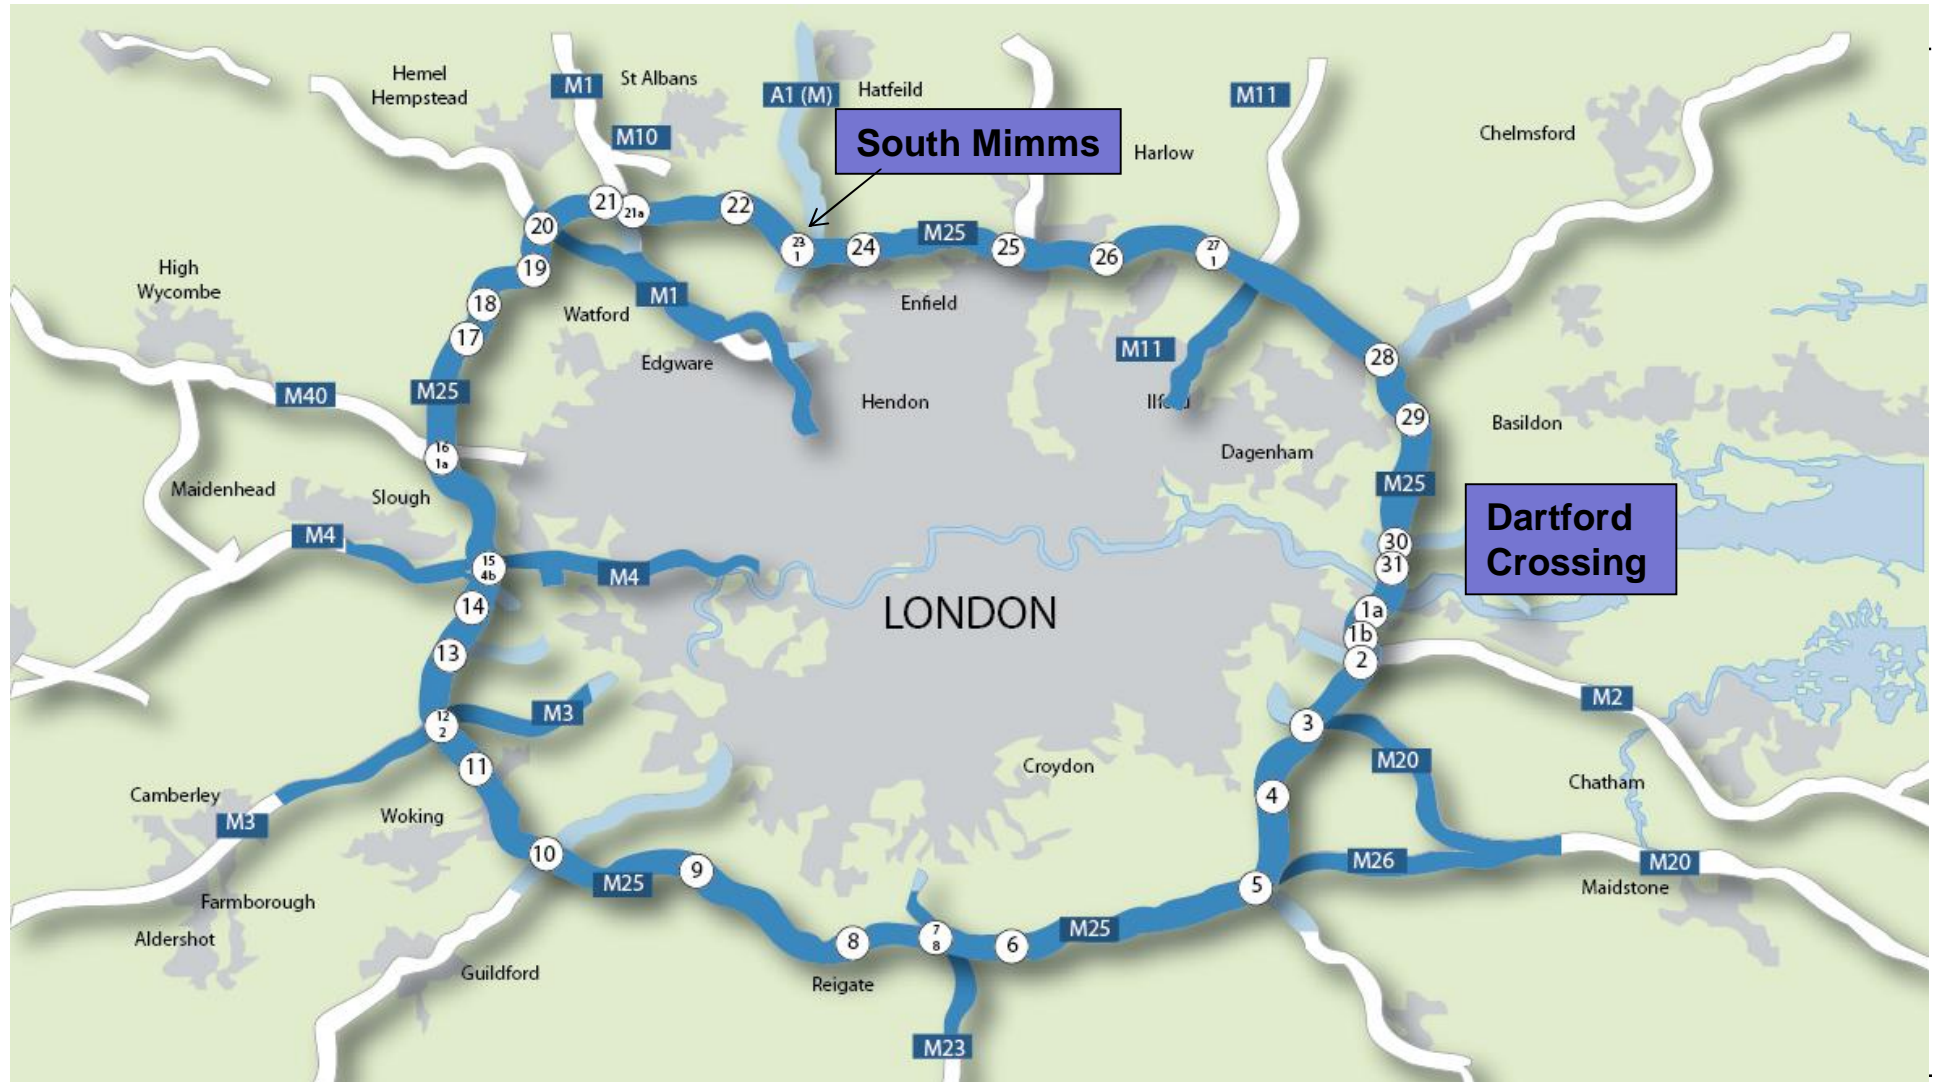 Hemel
Hempstead
M1
St Albans
M10
A1 (M)
Hatfeild
South Mimms
Harlow
M11
Chelmsford
21
21a
22
20
19
18
17
23
1
24
M25
25
26
27
1
High
Wycombe
Watford
M1
Edgware
Enfield
Hendon
M11
Ilford
Dagenham
28
29
Basildon
M25
M40
M25
16
1a
Maidenhead
Slough
M4
15
4b
M4
14
13
LONDON
M25
30
31
Dartford
Crossing
1a
1b
2
M2
3
M20
Chatham
4
M26
M20
Maidstone
5
12
2
M3
11
Camberley
M3
Woking
Croydon
10
M25
9
Farmborough
Aldershot
Guildford
8
7
8
6
M25
Reigate
M23